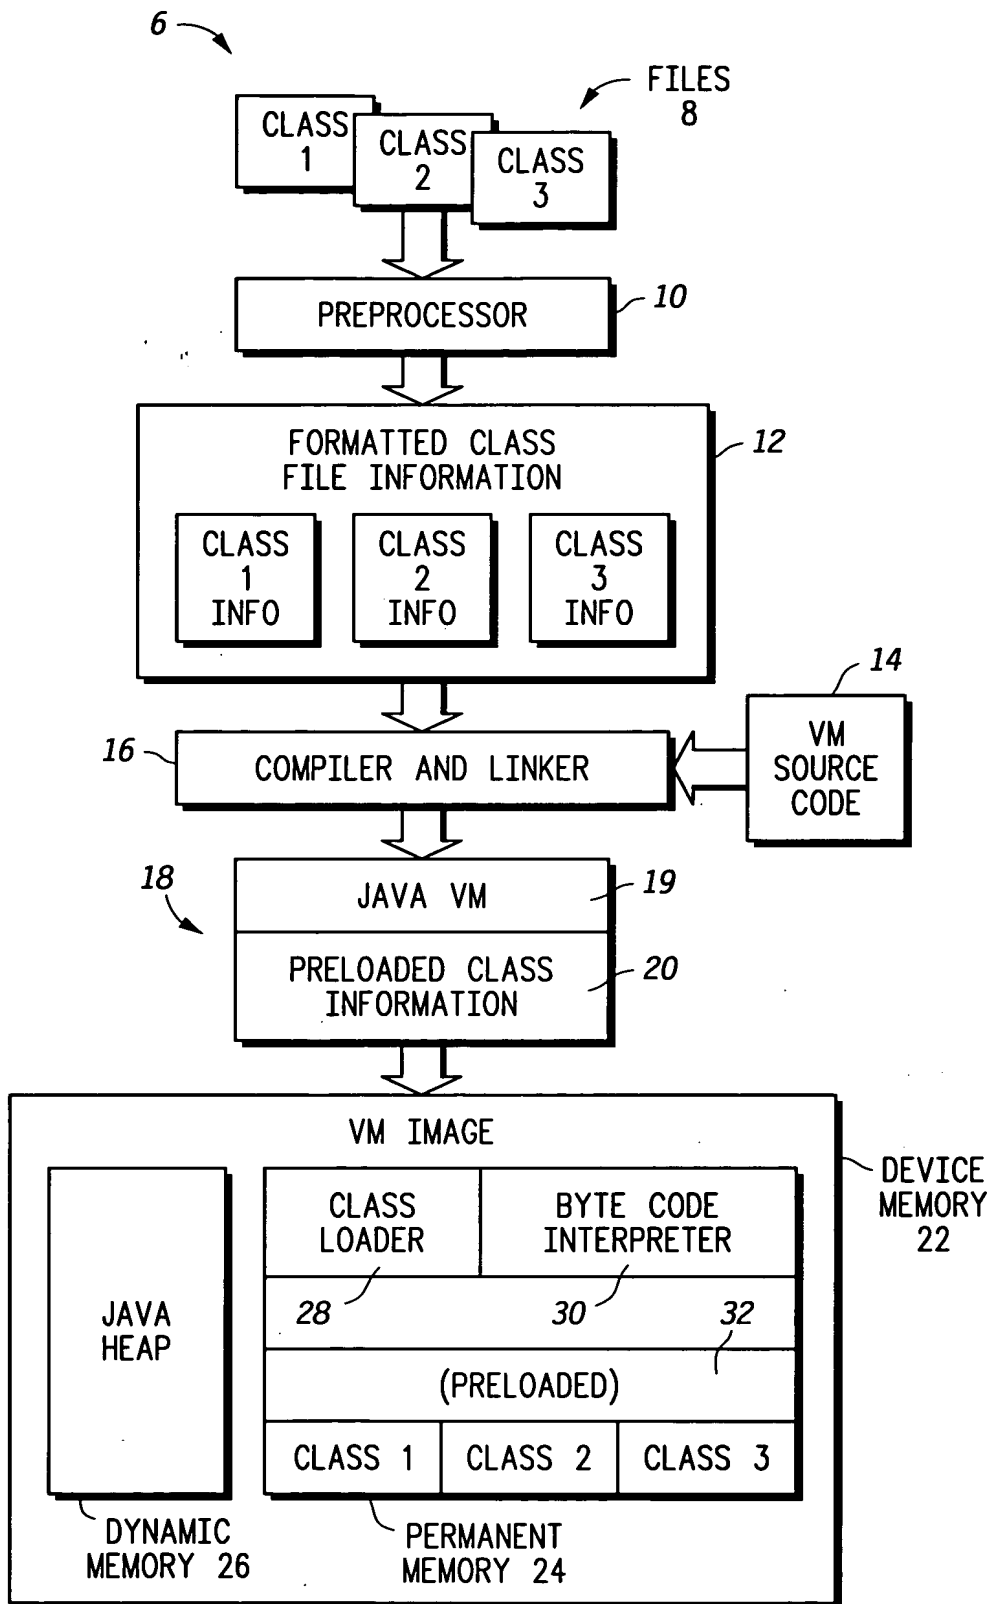 6
FILES
8
CLASS
1
CLASS
2
CLASS
3
PREPROCESSOR
10
FORMATTED CLASS
FILE INFORMATION
12
CLASS
1
INFO
CLASS
2
INFO
CLASS
3
INFO
14
VM
SOURCE
CODE
16
COMPILER AND LINKER
18
JAVA VM
19
PRELOADED CLASS
INFORMATION
20
VM IMAGE
DEVICE
MEMORY
22
JAVA
HEAP
CLASS
LOADER
BYTE CODE
INTERPRETER
28
30
32
(PRELOADED)
CLASS 1
CLASS 2
CLASS 3
DYNAMIC
MEMORY 26
PERMANENT
MEMORY 24